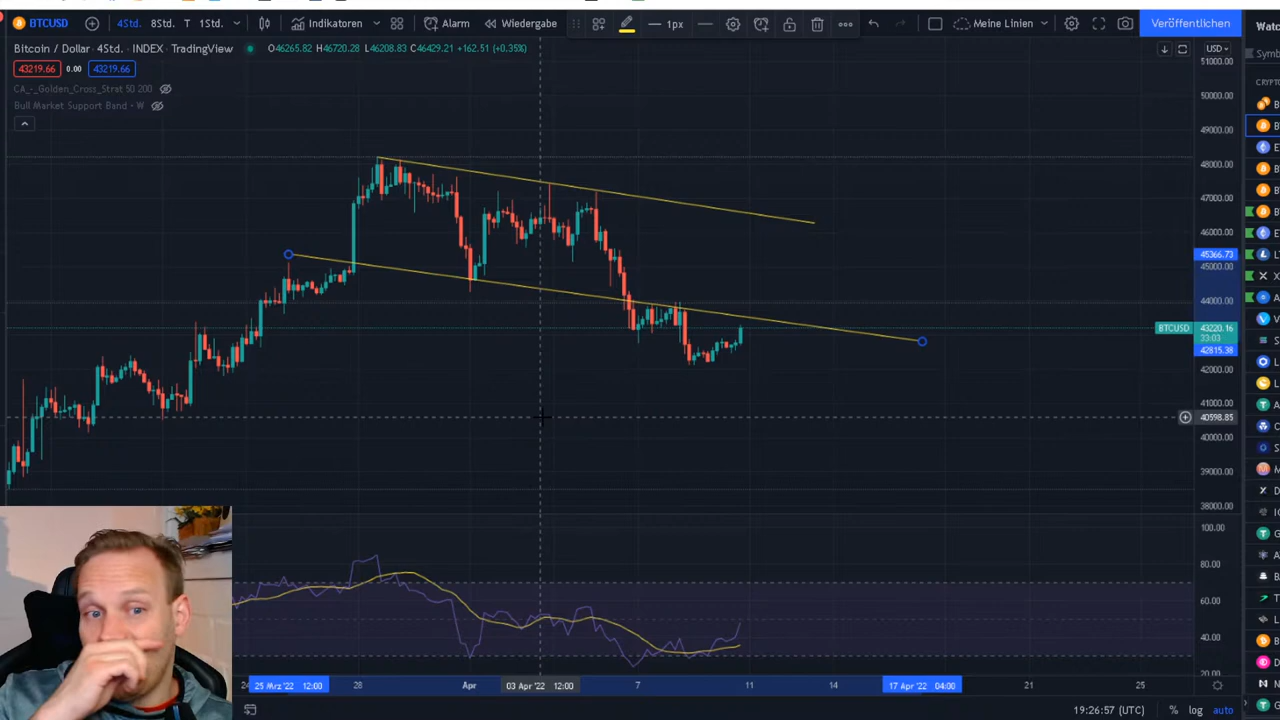 BTCUSD 4Std. 8Std. T 1Std. Indikatoren Alarm Wiedergabe 1px Meine Linien Veröffentlichen Watc
Bitcoin / Dollar · 4Std. · INDEX · TradingView O46265.82 H46720.28 L46208.83 C46429.21 +162.51 (+0.35%) USD Symb
43219.66 0.00 43219.66
CA_-_Golden_Cross_Strat 50 200
Bull Market Support Band - W
CRYPTO
51000.00
50000.00
49000.00
48000.00
47000.00
46000.00
45366.73
45000.00
44000.00
BTCUSD 43220.16
33:03
42815.38
42000.00
41000.00
40598.85
40000.00
39000.00
38000.00
100.00
80.00
60.00
40.00
20.00
24 25 Mrz '22 12:00 28 Apr 03 Apr '22 12:00 7 11 14 17 Apr '22 04:00 21 25
19:26:57 (UTC) % log auto